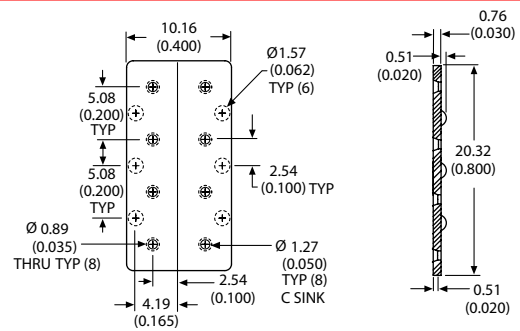 10.16
(0.400)
Ø1.57
(0.062)
TYP (6)
5.08
(0.200)
TYP
5.08
(0.200)
TYP
2.54
(0.100) TYP
Ø 0.89
(0.035)
THRU TYP (8)
Ø 1.27
(0.050)
TYP (8)
C SINK
2.54
(0.100)
4.19
(0.165)
0.76
(0.030)
0.51
(0.020)
20.32
(0.800)
0.51
(0.020)